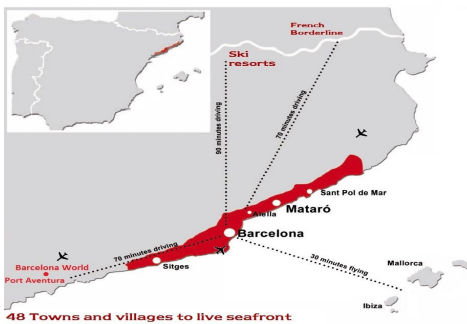 French
Borderline
Ski
resorts
90 minutes driving
70 minutes driving
Sant Pol de Mar
Mataró
Alella
Barcelona
70 minutes driving
Barcelona World
Port Aventura
Sitges
30 minutes flying
Mallorca
Ibiza
48 Towns and villages to live seafront